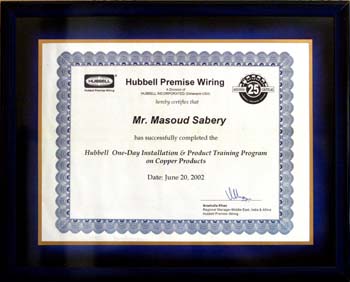 HUBBELL
Hubbell Premise Wiring
Hubbell Premise Wiring
A Division of
HUBBELL INCORPORATED (Delaware USA)
25
hereby certifies that
Mr. Masoud Sabery
has successfully completed the
Hubbell One-Day Installation & Product Training Program
on Copper Products
Date: June 20, 2002
Regional Manager-Middle East, India & Africa
Hubbell Premise Wiring